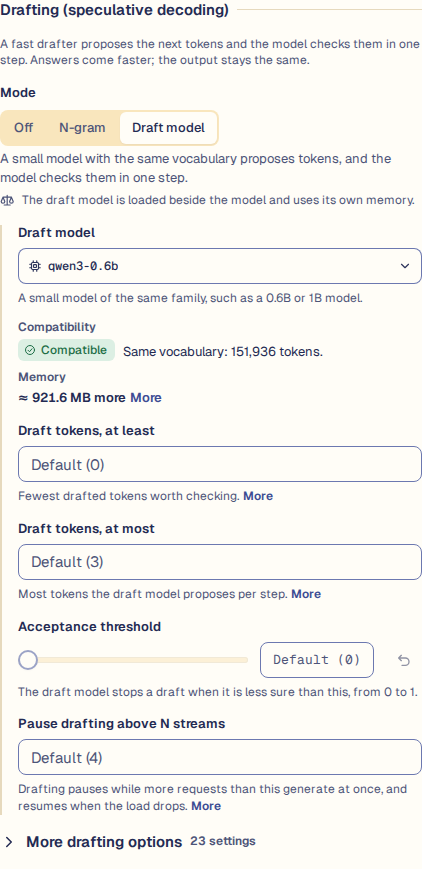 Drafting (speculative decoding)
A fast drafter proposes the next tokens and the model checks them in one
step. Answers come faster; the output stays the same.
Mode
Off N-gram Draft model
A small model with the same vocabulary proposes tokens, and the
model checks them in one step.
The draft model is loaded beside the model and uses its own memory.
Draft model
qwen3-0.6b
A small model of the same family, such as a 0.6B or 1B model.
Compatibility
Compatible Same vocabulary: 151,936 tokens.
Memory
≈ 921.6 MB more More
Draft tokens, at least
Default (0)
Fewest drafted tokens worth checking. More
Draft tokens, at most
Default (3)
Most tokens the draft model proposes per step. More
Acceptance threshold
Default (0)
The draft model stops a draft when it is less sure than this, from 0 to 1.
Pause drafting above N streams
Default (4)
Drafting pauses while more requests than this generate at once, and
resumes when the load drops. More
More drafting options 23 settings